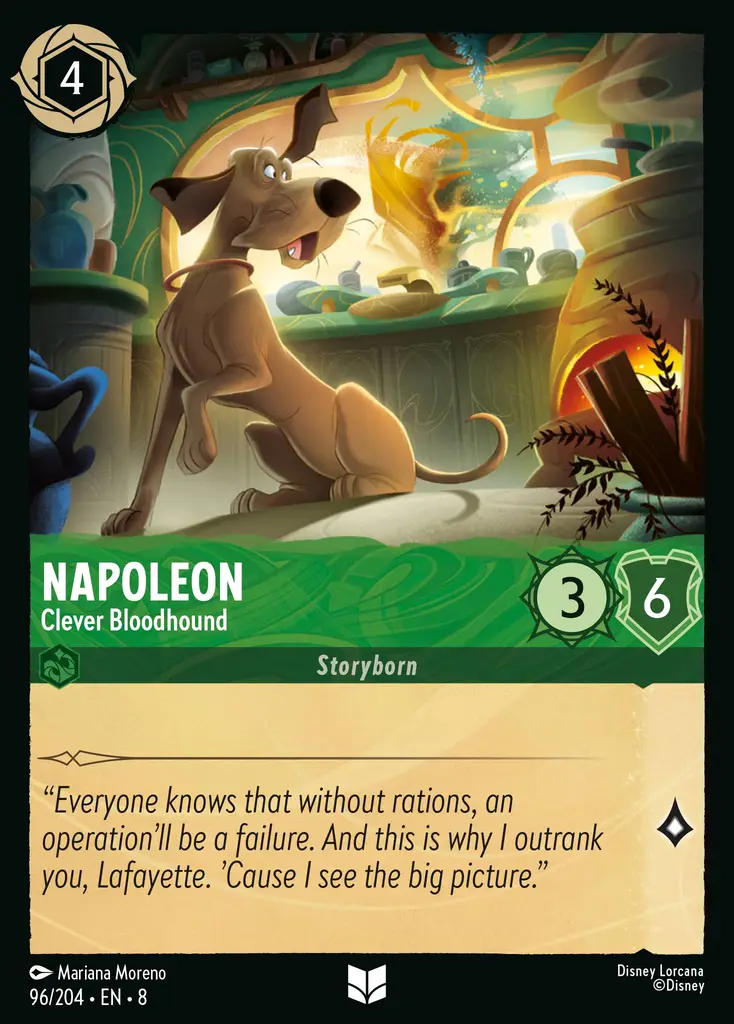 4
NAPOLEON
Clever Bloodhound
3
6
Storyborn
“Everyone knows that without rations, an
operation’ll be a failure. And this is why I outrank
you, Lafayette. ’Cause I see the big picture.”
Mariana Moreno
96/204 • EN • 8
Disney Lorcana
©Disney